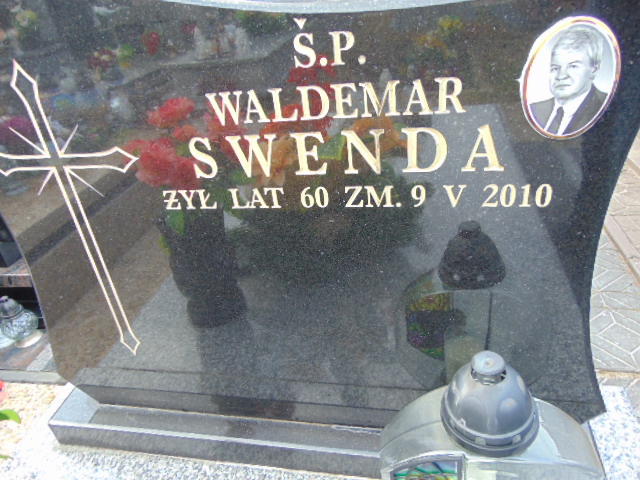 Ś.P.
WALDEMAR
SWENDA
ŻYŁ LAT 60 ZM. 9 V 2010